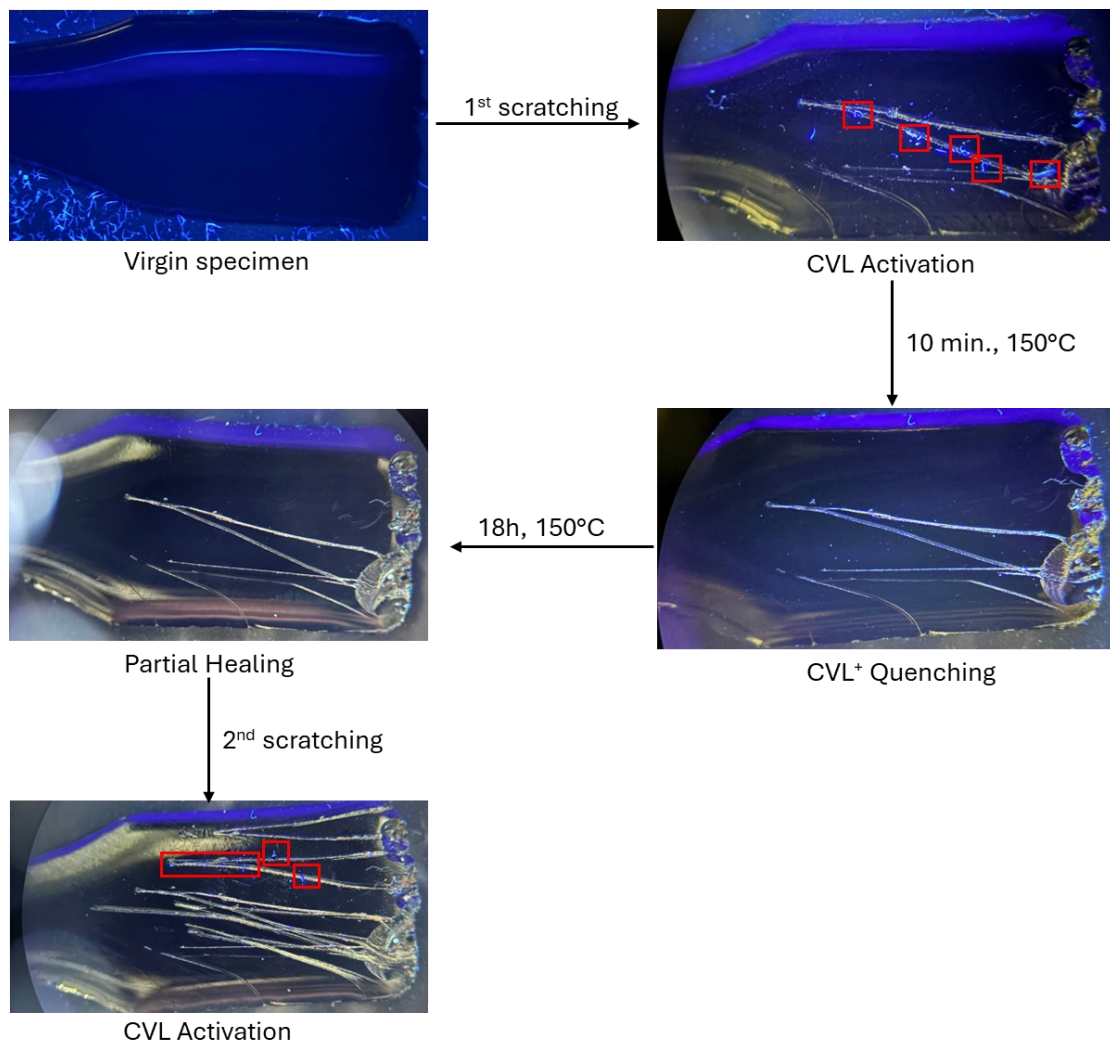 Virgin specimen
1st scratching
CVL Activation
10 min., 150°C
CVL+ Quenching
18h, 150°C
Partial Healing
2nd scratching
CVL Activation